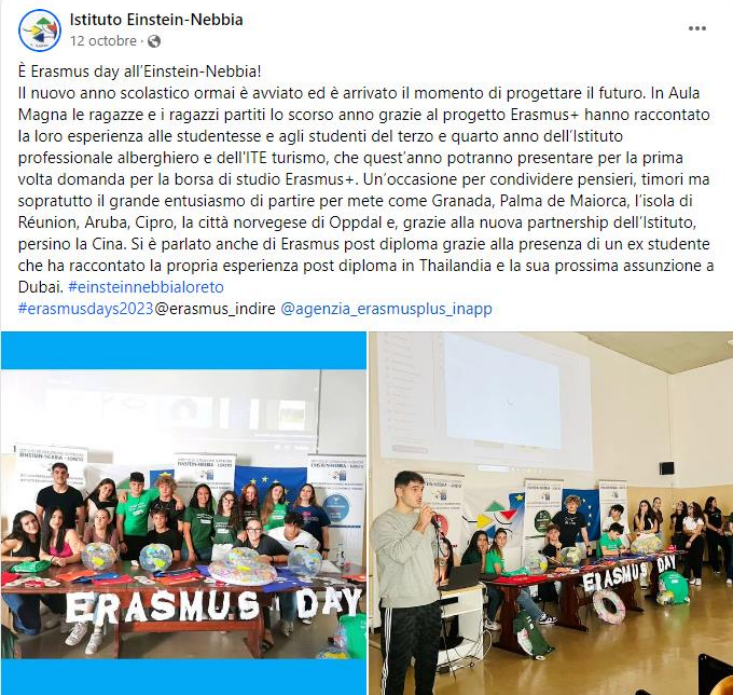 Istituto Einstein-Nebbia
12 octobre
È Erasmus day all'Einstein-Nebbia!
Il nuovo anno scolastico ormai è avviato ed è arrivato il momento di progettare il futuro. In Aula
Magna le ragazze e i ragazzi partiti lo scorso anno grazie al progetto Erasmus+ hanno raccontato
la loro esperienza alle studentesse e agli studenti del terzo e quarto anno dell'Istituto
professionale alberghiero e dell'ITE turismo, che quest'anno potranno presentare per la prima
volta domanda per la borsa di studio Erasmus+. Un'occasione per condividere pensieri, timori ma
sopratutto il grande entusiasmo di partire per mete come Granada, Palma de Maiorca, l'isola di
Réunion, Aruba, Cipro, la città norvegese di Oppdal e, grazie alla nuova partnership dell'Istituto,
persino la Cina. Si è parlato anche di Erasmus post diploma grazie alla presenza di un ex studente
che ha raccontato la propria esperienza post diploma in Thailandia e la sua prossima assunzione a
Dubai. #einsteinnebbialoreto
#erasmusdays2023@erasmus_indire @agenzia_erasmusplus_inapp
EINSTEIN-NEBBIA - LORETO
ERASMUS DAY
ERASMUS DAY